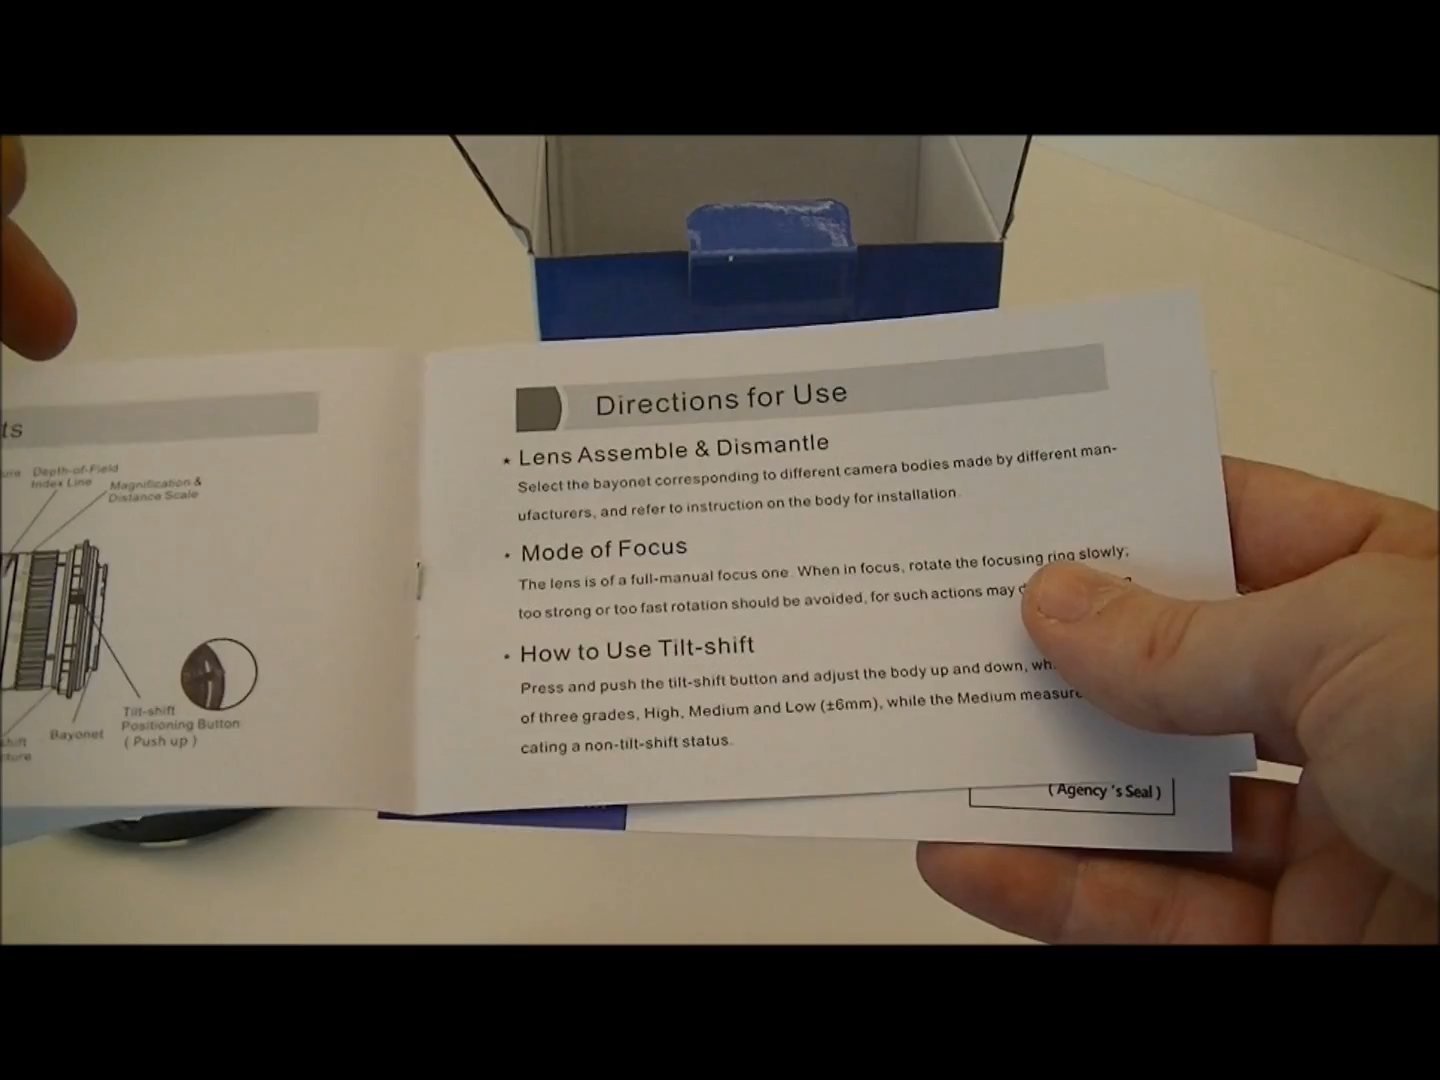 ts
Depth-of-Field
Index Line
Magnification &
Distance Scale
Tilt-shift
Positioning Button
( Push up )
Bayonet
Directions for Use
★ Lens Assemble & Dismantle
Select the bayonet corresponding to different camera bodies made by different man-
ufacturers, and refer to instruction on the body for installation.
• Mode of Focus
The lens is of a full-manual focus one. When in focus, rotate the focusing ring slowly;
too strong or too fast rotation should be avoided, for such actions may
• How to Use Tilt-shift
Press and push the tilt-shift button and adjust the body up and down,
of three grades, High, Medium and Low (±6mm), while the Medium
cating a non-tilt-shift status.
( Agency 's Seal )